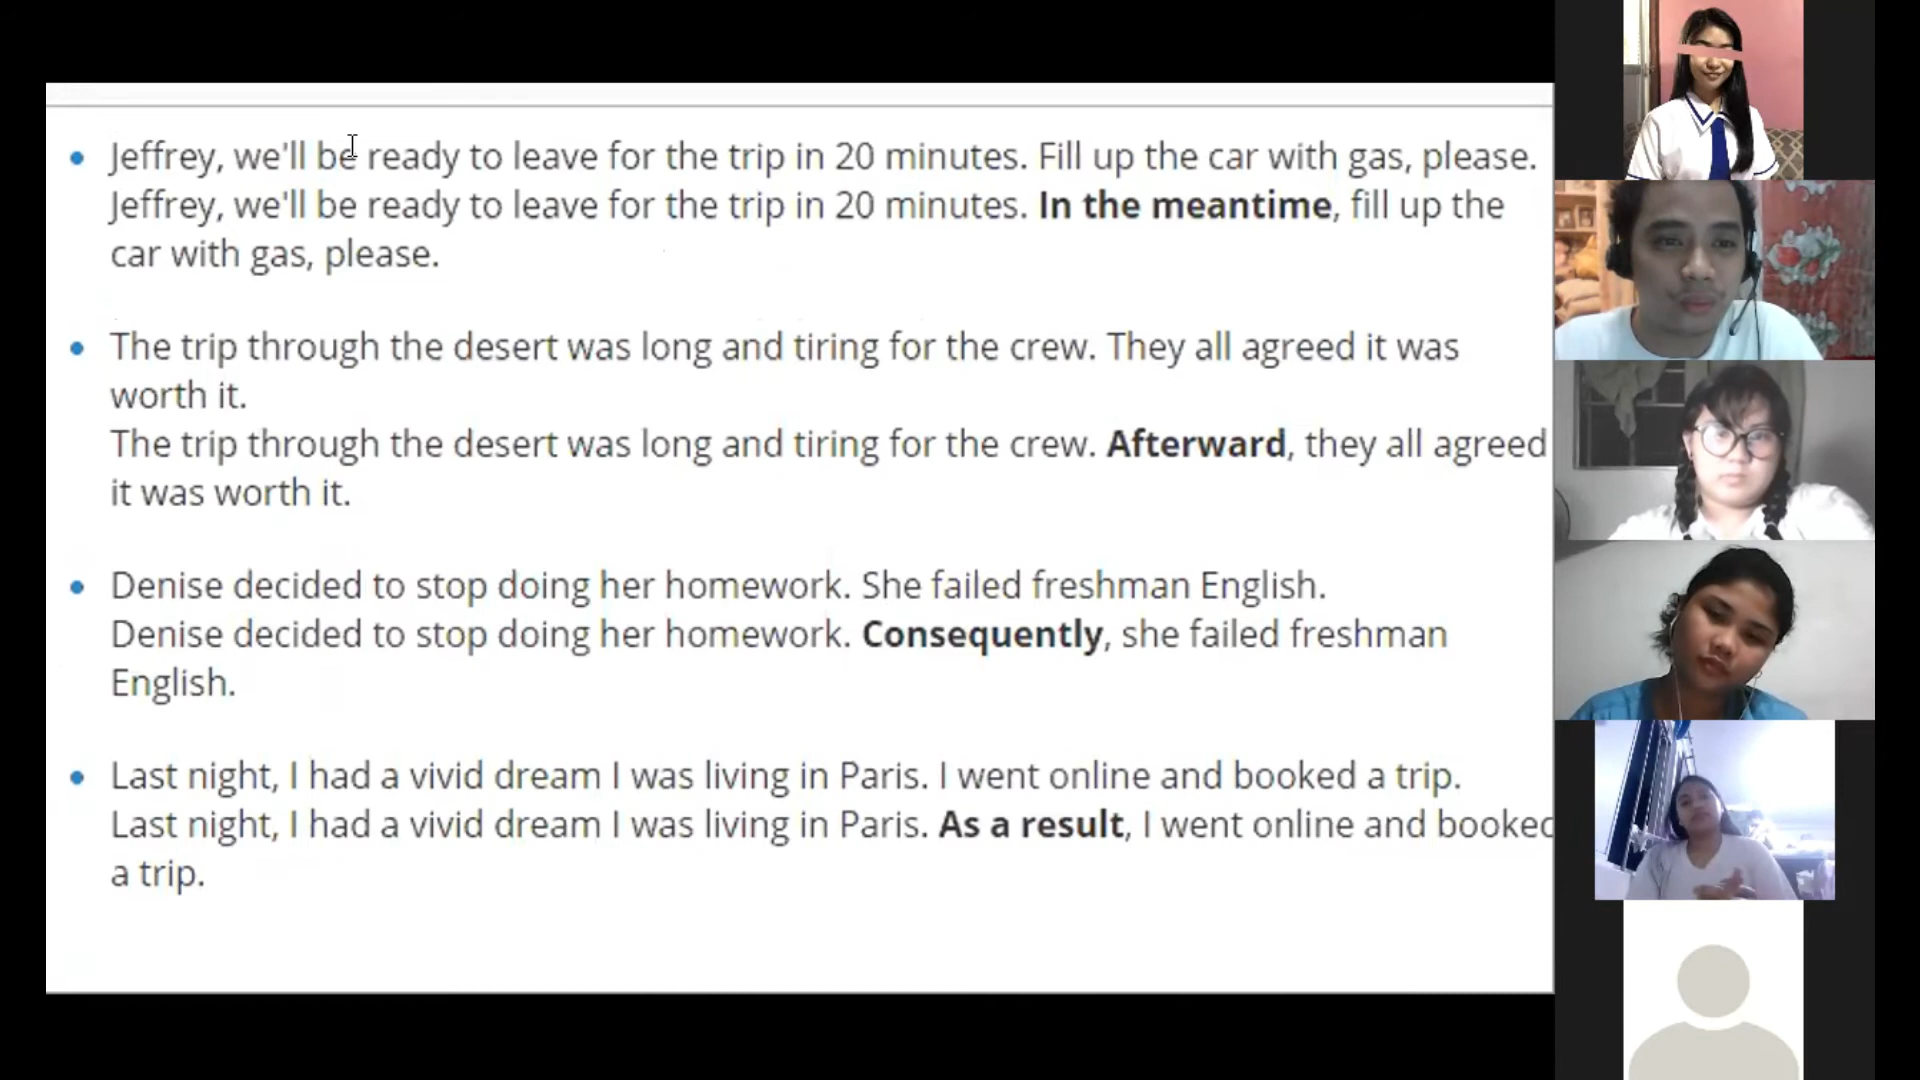 Jeffrey, we'll be ready to leave for the trip in 20 minutes. Fill up the car with gas, please.
Jeffrey, we'll be ready to leave for the trip in 20 minutes. In the meantime, fill up the
car with gas, please.
The trip through the desert was long and tiring for the crew. They all agreed it was
worth it.
The trip through the desert was long and tiring for the crew. Afterward, they all agreed
it was worth it.
Denise decided to stop doing her homework. She failed freshman English.
Denise decided to stop doing her homework. Consequently, she failed freshman
English.
Last night, I had a vivid dream I was living in Paris. I went online and booked a trip.
Last night, I had a vivid dream I was living in Paris. As a result, I went online and booked
a trip.